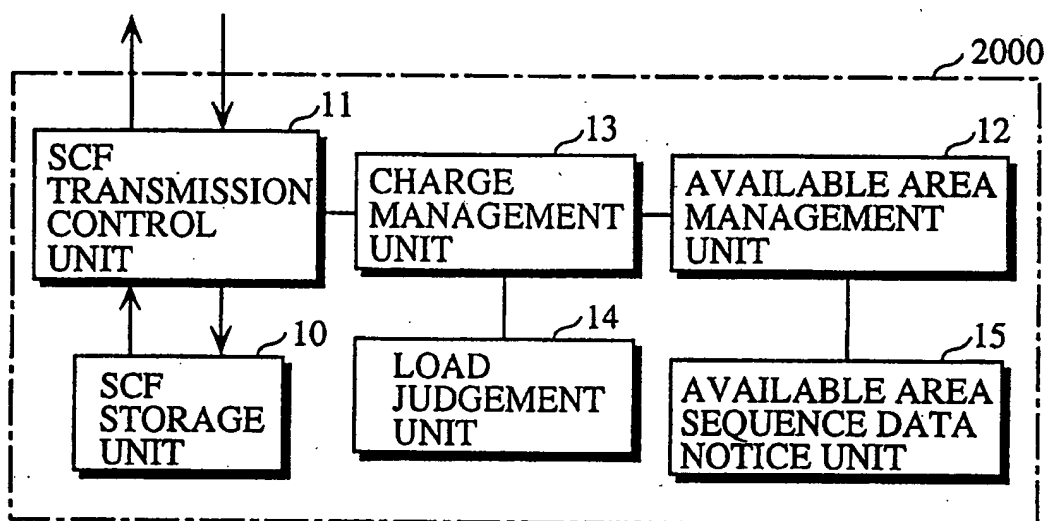 2000
11
SCF
TRANSMISSION
CONTROL
UNIT
13
CHARGE
MANAGEMENT
UNIT
12
AVAILABLE AREA
MANAGEMENT
UNIT
10
SCF
STORAGE
UNIT
14
LOAD
JUDGEMENT
UNIT
15
AVAILABLE AREA
SEQUENCE DATA
NOTICE UNIT